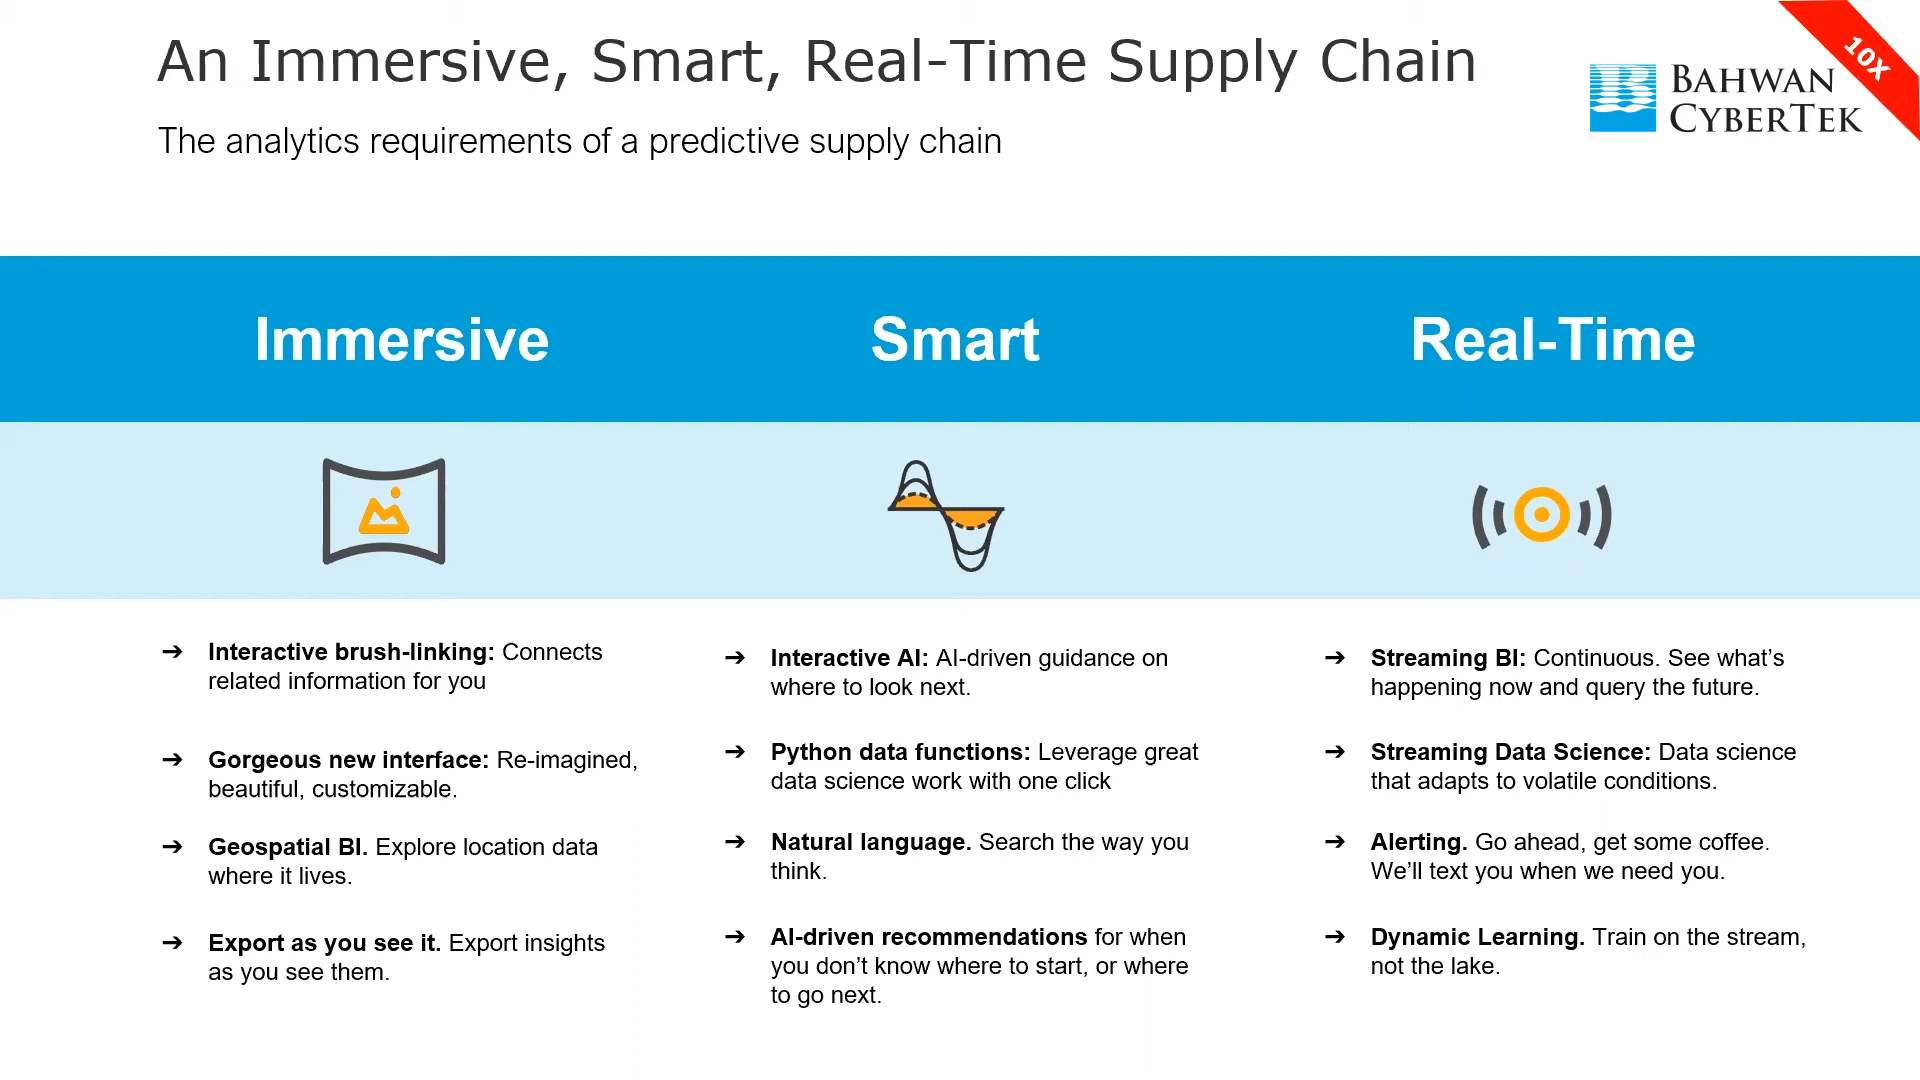 An Immersive, Smart, Real-Time Supply Chain
The analytics requirements of a predictive supply chain
10X
BAHWAN
CYBERTEK
Immersive
Smart
Real-Time
➔ Interactive brush-linking: Connects
related information for you
➔ Gorgeous new interface: Re-imagined,
beautiful, customizable.
➔ Geospatial BI. Explore location data
where it lives.
➔ Export as you see it. Export insights
as you see them.
➔ Interactive AI: AI-driven guidance on
where to look next.
➔ Python data functions: Leverage great
data science work with one click
➔ Natural language. Search the way you
think.
➔ AI-driven recommendations for when
you don’t know where to start, or where
to go next.
➔ Streaming BI: Continuous. See what’s
happening now and query the future.
➔ Streaming Data Science: Data science
that adapts to volatile conditions.
➔ Alerting. Go ahead, get some coffee.
We’ll text you when we need you.
➔ Dynamic Learning. Train on the stream,
not the lake.